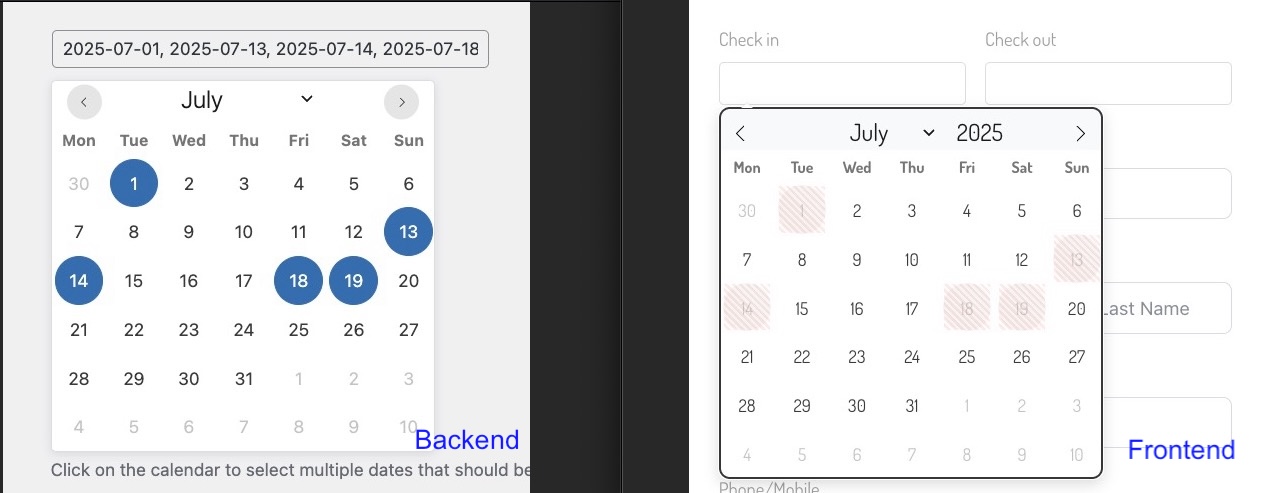 2025-07-01, 2025-07-13, 2025-07-14, 2025-07-18
July
Mon Tue Wed Thu Fri Sat Sun
30 1 2 3 4 5 6
7 8 9 10 11 12 13
14 15 16 17 18 19 20
21 22 23 24 25 26 27
28 29 30 31 1 2 3
4 5 6 7 8 9 10
Backend
Click on the calendar to select multiple dates that should be
Check in Check out
July 2025
Mon Tue Wed Thu Fri Sat Sun
30 1 2 3 4 5 6
7 8 9 10 11 12 13
14 15 16 17 18 19 20
Last Name
21 22 23 24 25 26 27
28 29 30 31 1 2 3
4 5 6 7 8 9 10
Frontend
Phone/Mobile